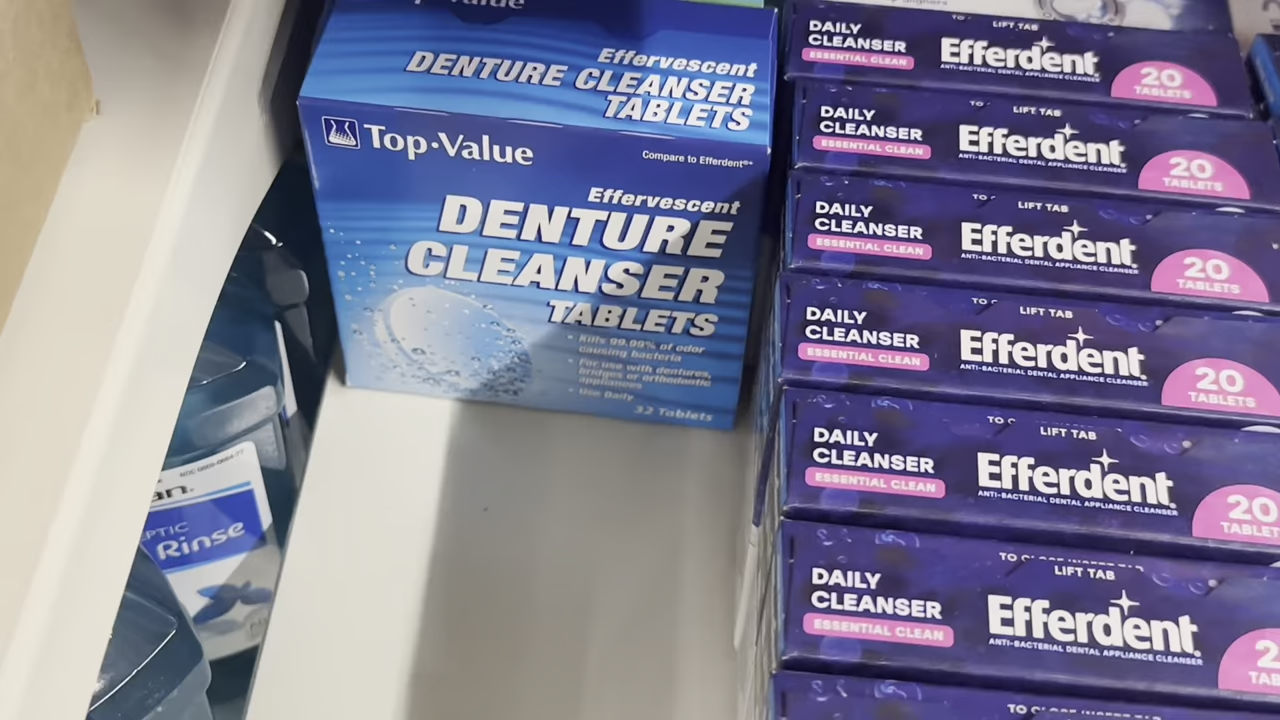 Effervescent
DENTURE CLEANSER
TABLETS
Top•Value
Compare to Efferdent®*
Effervescent
DENTURE
CLEANSER
TABLETS
• Kills 99.99% of odor
causing bacteria
• For use with dentures,
bridges or orthodontic
appliances
• Use Daily
32 Tablets
an.
PTIC
Rinse
LIFT TAB
DAILY
CLEANSER
ESSENTIAL CLEAN
Efferdent
ANTI-BACTERIAL DENTAL APPLIANCE CLEANSER
20
TABLETS
LIFT TAB
DAILY
CLEANSER
ESSENTIAL CLEAN
Efferdent
ANTI-BACTERIAL DENTAL APPLIANCE CLEANSER
20
TABLETS
LIFT TAB
DAILY
CLEANSER
ESSENTIAL CLEAN
Efferdent
ANTI-BACTERIAL DENTAL APPLIANCE CLEANSER
20
TABLETS
LIFT TAB
DAILY
CLEANSER
ESSENTIAL CLEAN
Efferdent
ANTI-BACTERIAL DENTAL APPLIANCE CLEANSER
20
TABLETS
LIFT TAB
DAILY
CLEANSER
ESSENTIAL CLEAN
Efferdent
ANTI-BACTERIAL DENTAL APPLIANCE CLEANSER
20
TABLET
LIFT TAB
DAILY
CLEANSER
ESSENTIAL CLEAN
Efferdent
ANTI-BACTERIAL DENTAL APPLIANCE CLEANSER
2
TAB